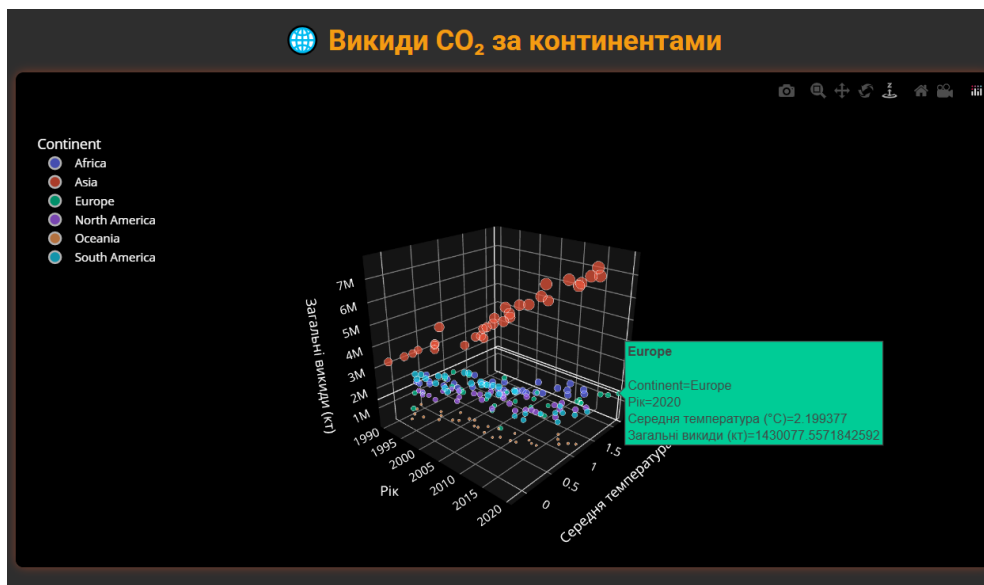 Викиди CO₂ за континентами
Continent
Africa
Asia
Europe
North America
Oceania
South America
7M
6M
5M
4M
3M
2M
1M
Загальні викиди (кт)
1990
1995
2000
2005
2010
2015
2020
Рік
0
0.5
1
1.5
Середня температура
Europe
Continent=Europe
Рік=2020
Середня температура (°C)=2.199377
Загальні викиди (кт)=1430077.5571842592